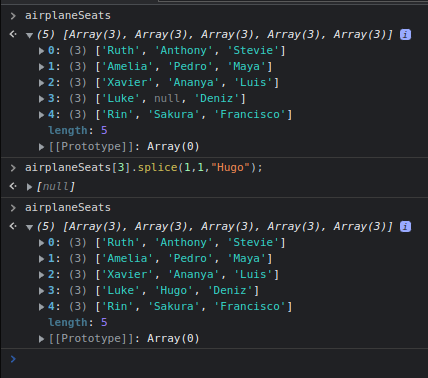 airplaneSeats
(5) [Array(3), Array(3), Array(3), Array(3), Array(3)] i
0: (3) ['Ruth', 'Anthony', 'Stevie']
1: (3) ['Amelia', 'Pedro', 'Maya']
2: (3) ['Xavier', 'Ananya', 'Luis']
3: (3) ['Luke', null, 'Deniz']
4: (3) ['Rin', 'Sakura', 'Francisco']
length: 5
[[Prototype]]: Array(0)
airplaneSeats[3].splice(1,1,"Hugo");
[null]
airplaneSeats
(5) [Array(3), Array(3), Array(3), Array(3), Array(3)] i
0: (3) ['Ruth', 'Anthony', 'Stevie']
1: (3) ['Amelia', 'Pedro', 'Maya']
2: (3) ['Xavier', 'Ananya', 'Luis']
3: (3) ['Luke', 'Hugo', 'Deniz']
4: (3) ['Rin', 'Sakura', 'Francisco']
length: 5
[[Prototype]]: Array(0)